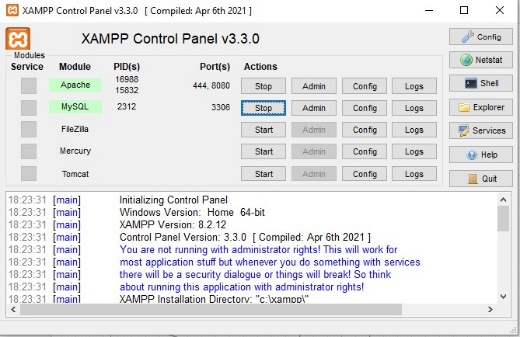 XAMPP Control Panel v3.3.0 [ Compiled: Apr 6th 2021 ]
XAMPP Control Panel v3.3.0
Config
Modules
Service Module PID(s) Port(s) Actions
Netstat
Apache 16988 15832 444, 8080 Stop Admin Config Logs
Shell
MySQL 2312 3306 Stop Admin Config Logs
Explorer
FileZilla Start Admin Config Logs
Services
Mercury Start Admin Config Logs
Help
Tomcat Start Admin Config Logs
Quit
18:23:31 [main] Initializing Control Panel
18:23:31 [main] Windows Version: Home 64-bit
18:23:31 [main] XAMPP Version: 8.2.12
18:23:31 [main] Control Panel Version: 3.3.0 [ Compiled: Apr 6th 2021 ]
18:23:31 [main] You are not running with administrator rights! This will work for
18:23:31 [main] most application stuff but whenever you do something with services
18:23:31 [main] there will be a security dialogue or things will break! So think
18:23:31 [main] about running this application with administrator rights!
18:23:31 [main] XAMPP Installation Directory: "c:\xampp\"